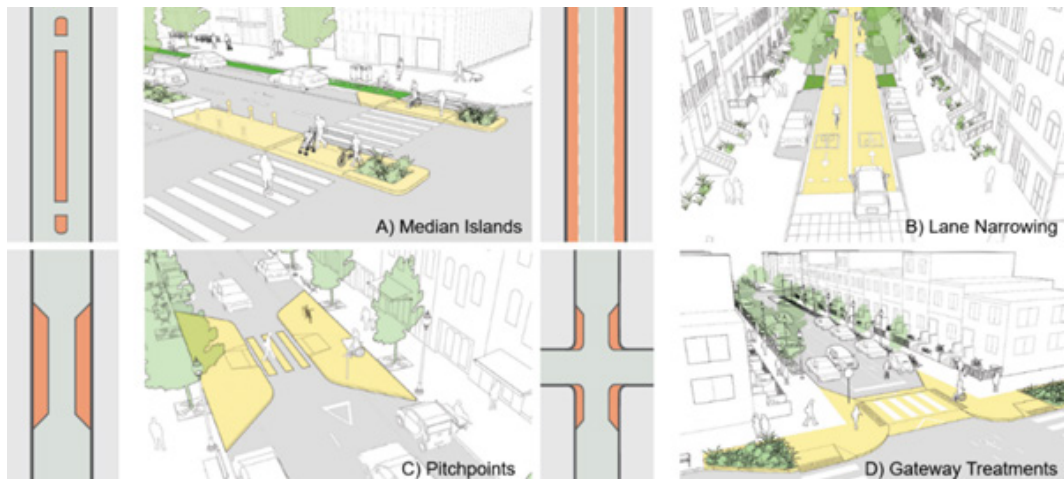 A) Median Islands
B) Lane Narrowing
C) Pitchpoints
D) Gateway Treatments